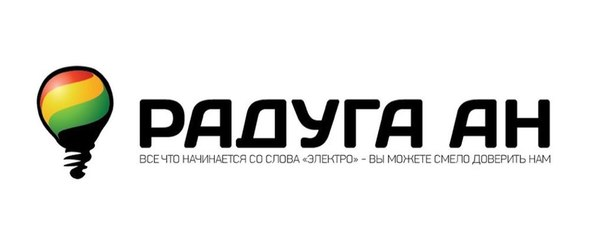 РАДУГА АН
ВСЕ ЧТО НАЧИНАЕТСЯ СО СЛОВА «ЭЛЕКТРО» - ВЫ МОЖЕТЕ СМЕЛО ДОВЕРИТЬ НАМ